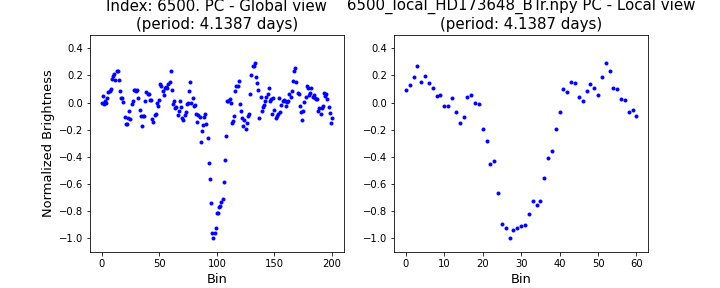 Index: 6500. PC - Global view
(period: 4.1387 days)
6500_local_HD173648_BTr.npy PC - Local view
(period: 4.1387 days)
Normalized Brightness
0.4
0.2
0.0
−0.2
−0.4
−0.6
−0.8
−1.0
0 50 100 150 200
Bin
0.4
0.2
0.0
−0.2
−0.4
−0.6
−0.8
−1.0
0 10 20 30 40 50 60
Bin